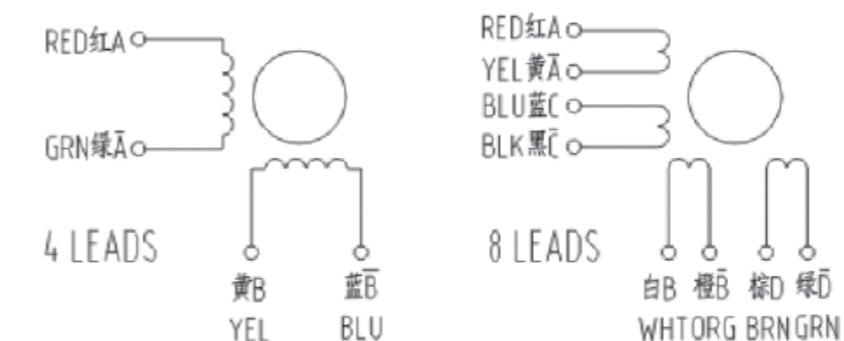 RED红A
GRN绿A̅
4 LEADS
黄B
蓝B̅
YEL
BLU
RED红A
YEL黄A̅
BLU蓝C
BLK黑C̅
8 LEADS
白B 橙B̅ 棕D 绿D̅
WHT ORG BRN GRN